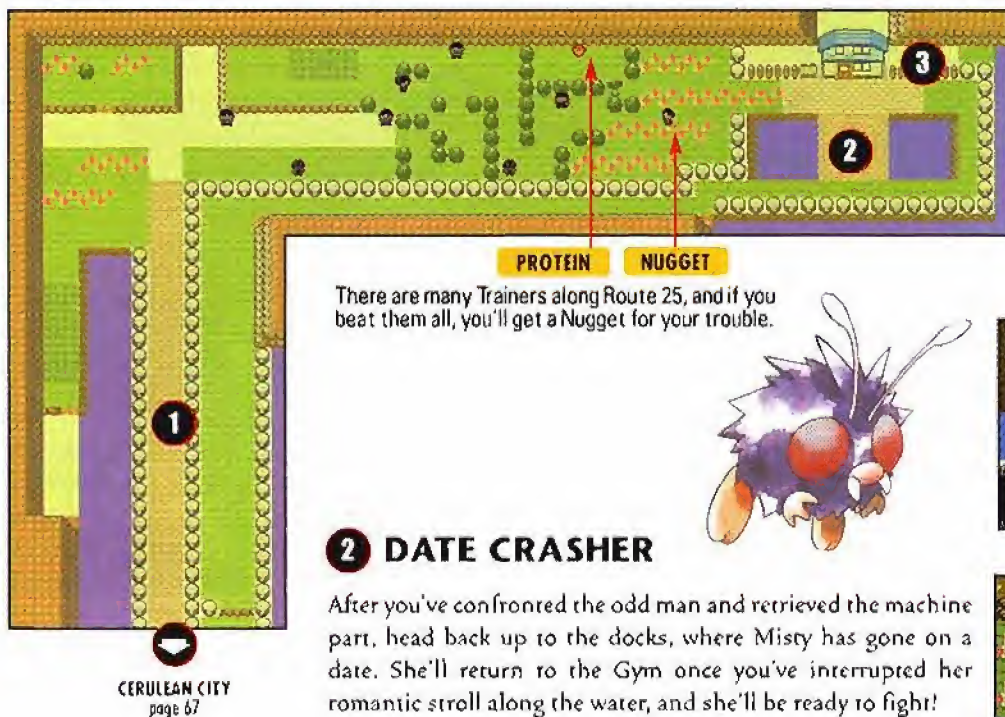 3
2
PROTEIN NUGGET
There are many Trainers along Route 25, and if you
beat them all, you'll get a Nugget for your trouble.
1
2 DATE CRASHER
After you've confronted the odd man and retrieved the machine
part, head back up to the docks, where Misty has gone on a
date. She'll return to the Gym once you've interrupted her
romantic stroll along the water, and she'll be ready to fight!
CERULEAN CITY
page 67